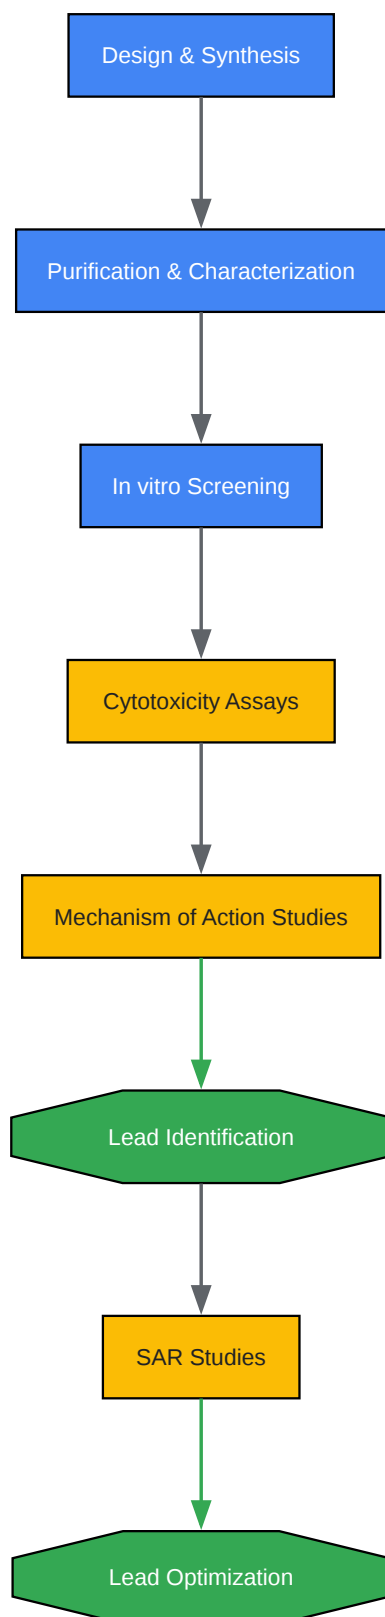 Design & Synthesis
Purification & Characterization
In vitro Screening
Cytotoxicity Assays
Mechanism of Action Studies
Lead Identification
SAR Studies
Lead Optimization